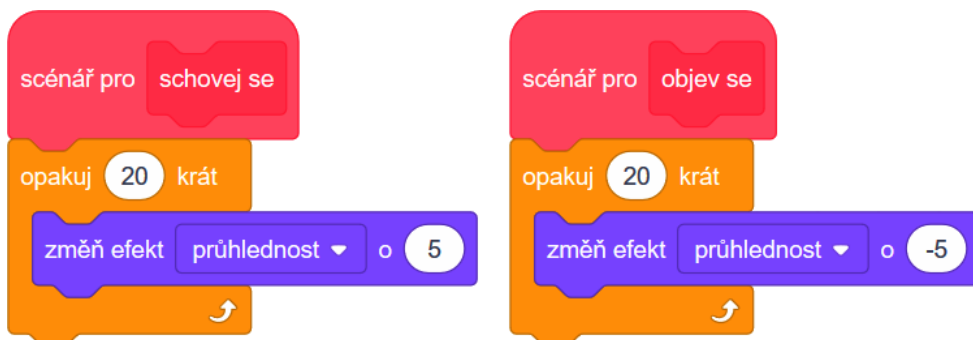 scénář pro schovej se
opakuj 20 krát
změň efekt průhlednost o 5
scénář pro objev se
opakuj 20 krát
změň efekt průhlednost o -5